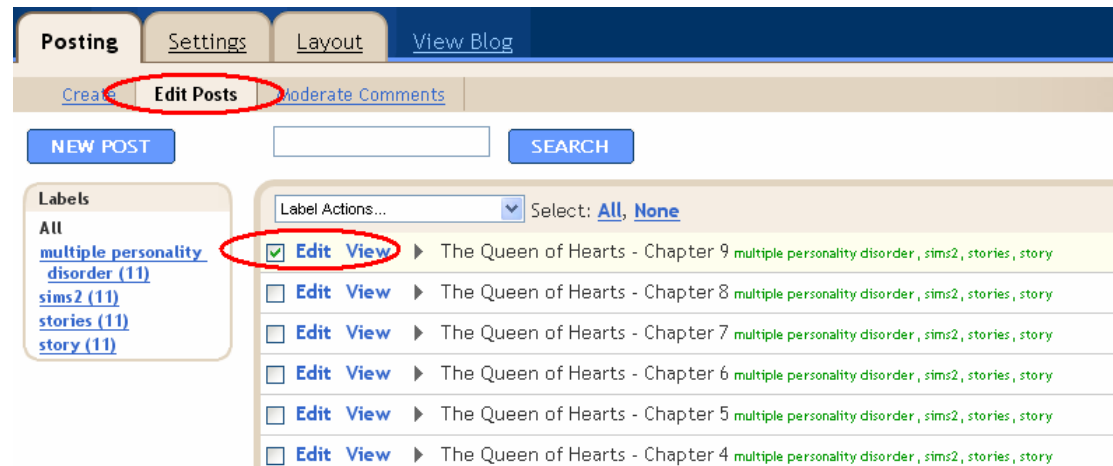 Posting Settings Layout View Blog
Create Edit Posts Moderate Comments
NEW POST SEARCH
Labels
All
multiple personality
disorder (11)
sims2 (11)
stories (11)
story (11)
Label Actions... Select: All, None
Edit View The Queen of Hearts - Chapter 9 multiple personality disorder, sims2, stories, story
Edit View The Queen of Hearts - Chapter 8 multiple personality disorder, sims2, stories, story
Edit View The Queen of Hearts - Chapter 7 multiple personality disorder, sims2, stories, story
Edit View The Queen of Hearts - Chapter 6 multiple personality disorder, sims2, stories, story
Edit View The Queen of Hearts - Chapter 5 multiple personality disorder, sims2, stories, story
Edit View The Queen of Hearts - Chapter 4 multiple personality disorder, sims2, stories, story